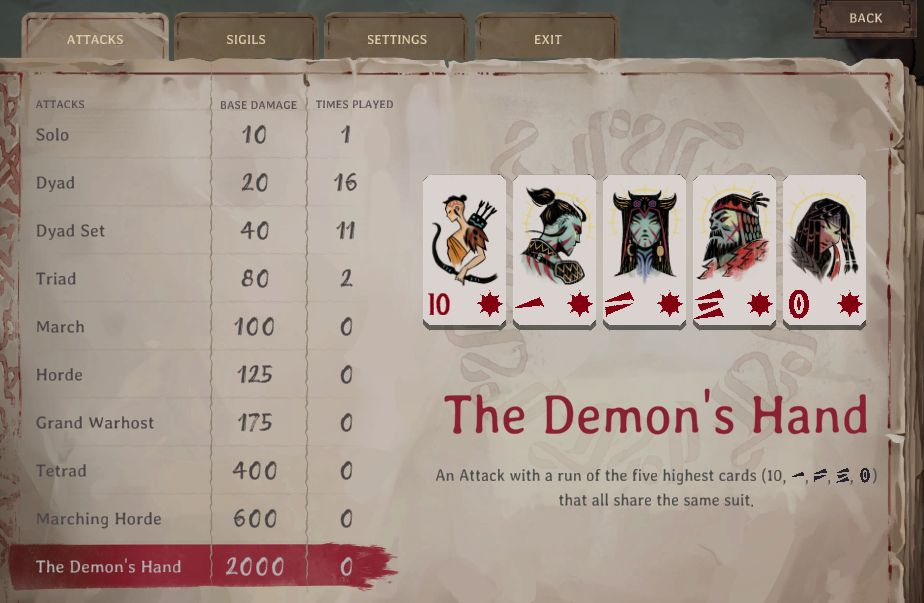 BACK
ATTACKS SIGILS SETTINGS EXIT
ATTACKS BASE DAMAGE TIMES PLAYED
Solo 10 1
Dyad 20 16
Dyad Set 40 11
Triad 80 2
March 100 0
Horde 125 0
Grand Warhost 175 0
Tetrad 400 0
Marching Horde 600 0
The Demon's Hand 2000 0
10 0
The Demon's Hand
An Attack with a run of the five highest cards (10, , , , 0)
that all share the same suit.